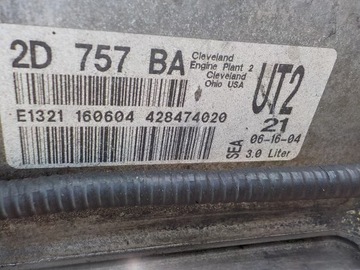 2D 757 BA
Cleveland
Engine Plant 2
Cleveland
Ohio USA
UT2
21
06-16-04
E1321 160604 428474020
SEA
3.0 Liter